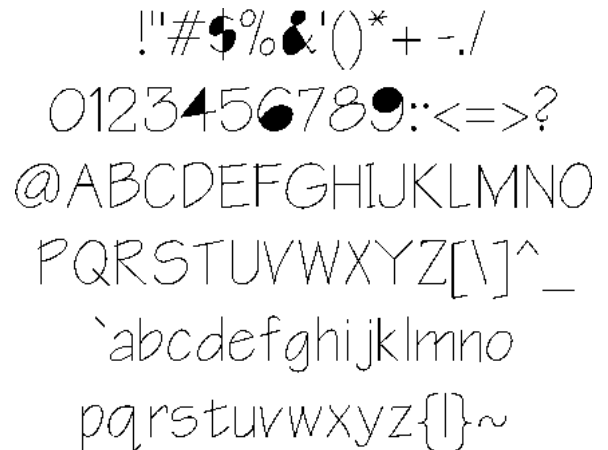 !"#$%&'()*+ -./
0123456789::<=>?
@ABCDEFGHIJKLMNO
PQRSTUVWXYZ[\]^_
`abcdefghijklmno
pqrstuvwxyz{|}~